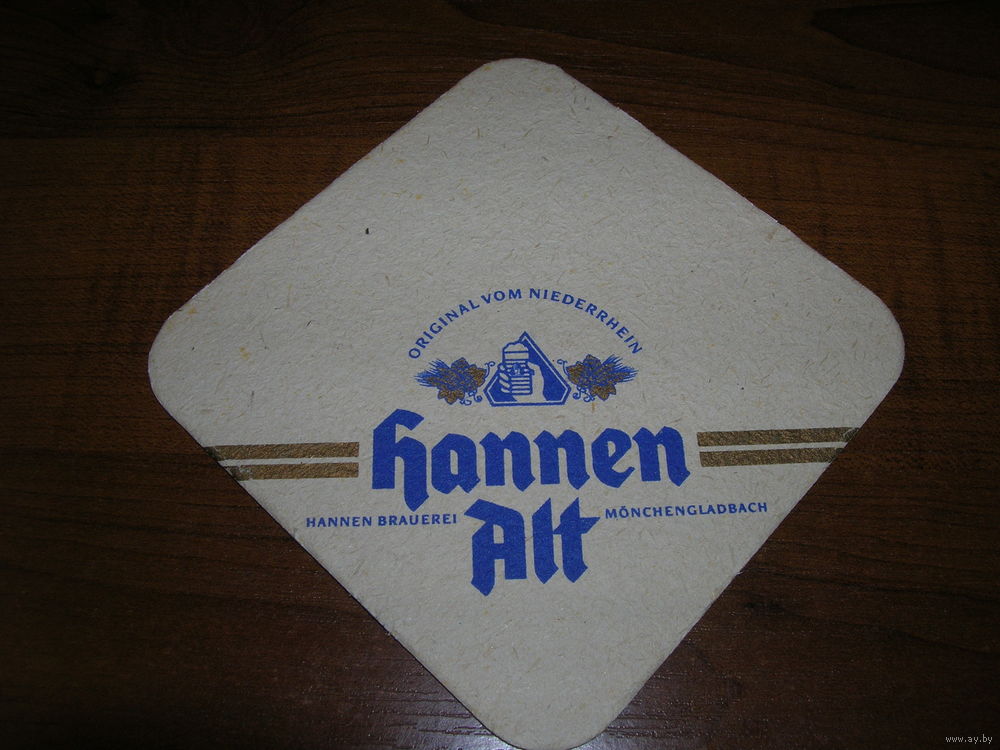 ORIGINAL VOM NIEDERRHEIN
hannen
HANNEN BRAUEREI Alt MÖNCHENGLADBACH
www.ay.by